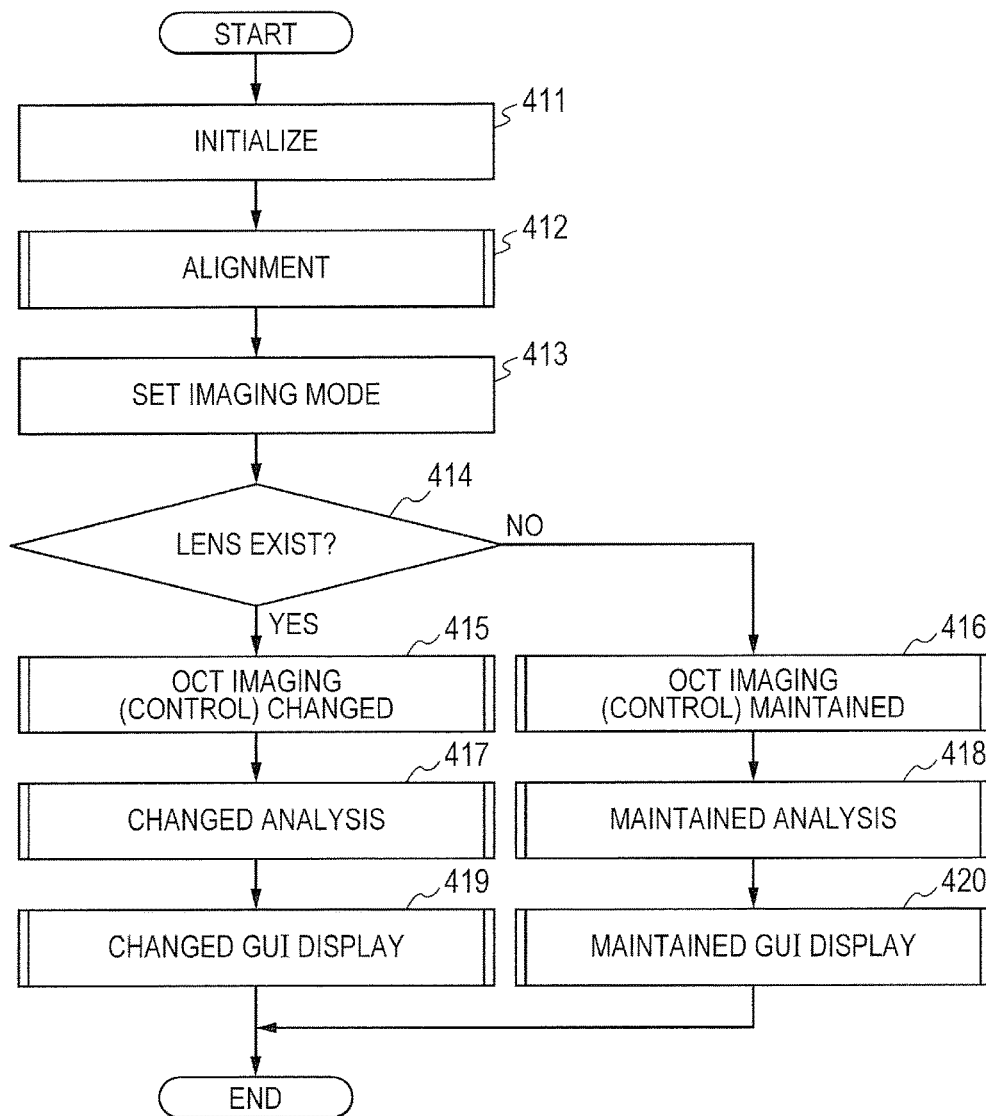 START
411
INITIALIZE
412
ALIGNMENT
413
SET IMAGING MODE
414
LENS EXIST?
NO
YES
415
OCT IMAGING
(CONTROL) CHANGED
416
OCT IMAGING
(CONTROL) MAINTAINED
417
CHANGED ANALYSIS
418
MAINTAINED ANALYSIS
419
CHANGED GUI DISPLAY
420
MAINTAINED GUI DISPLAY
END